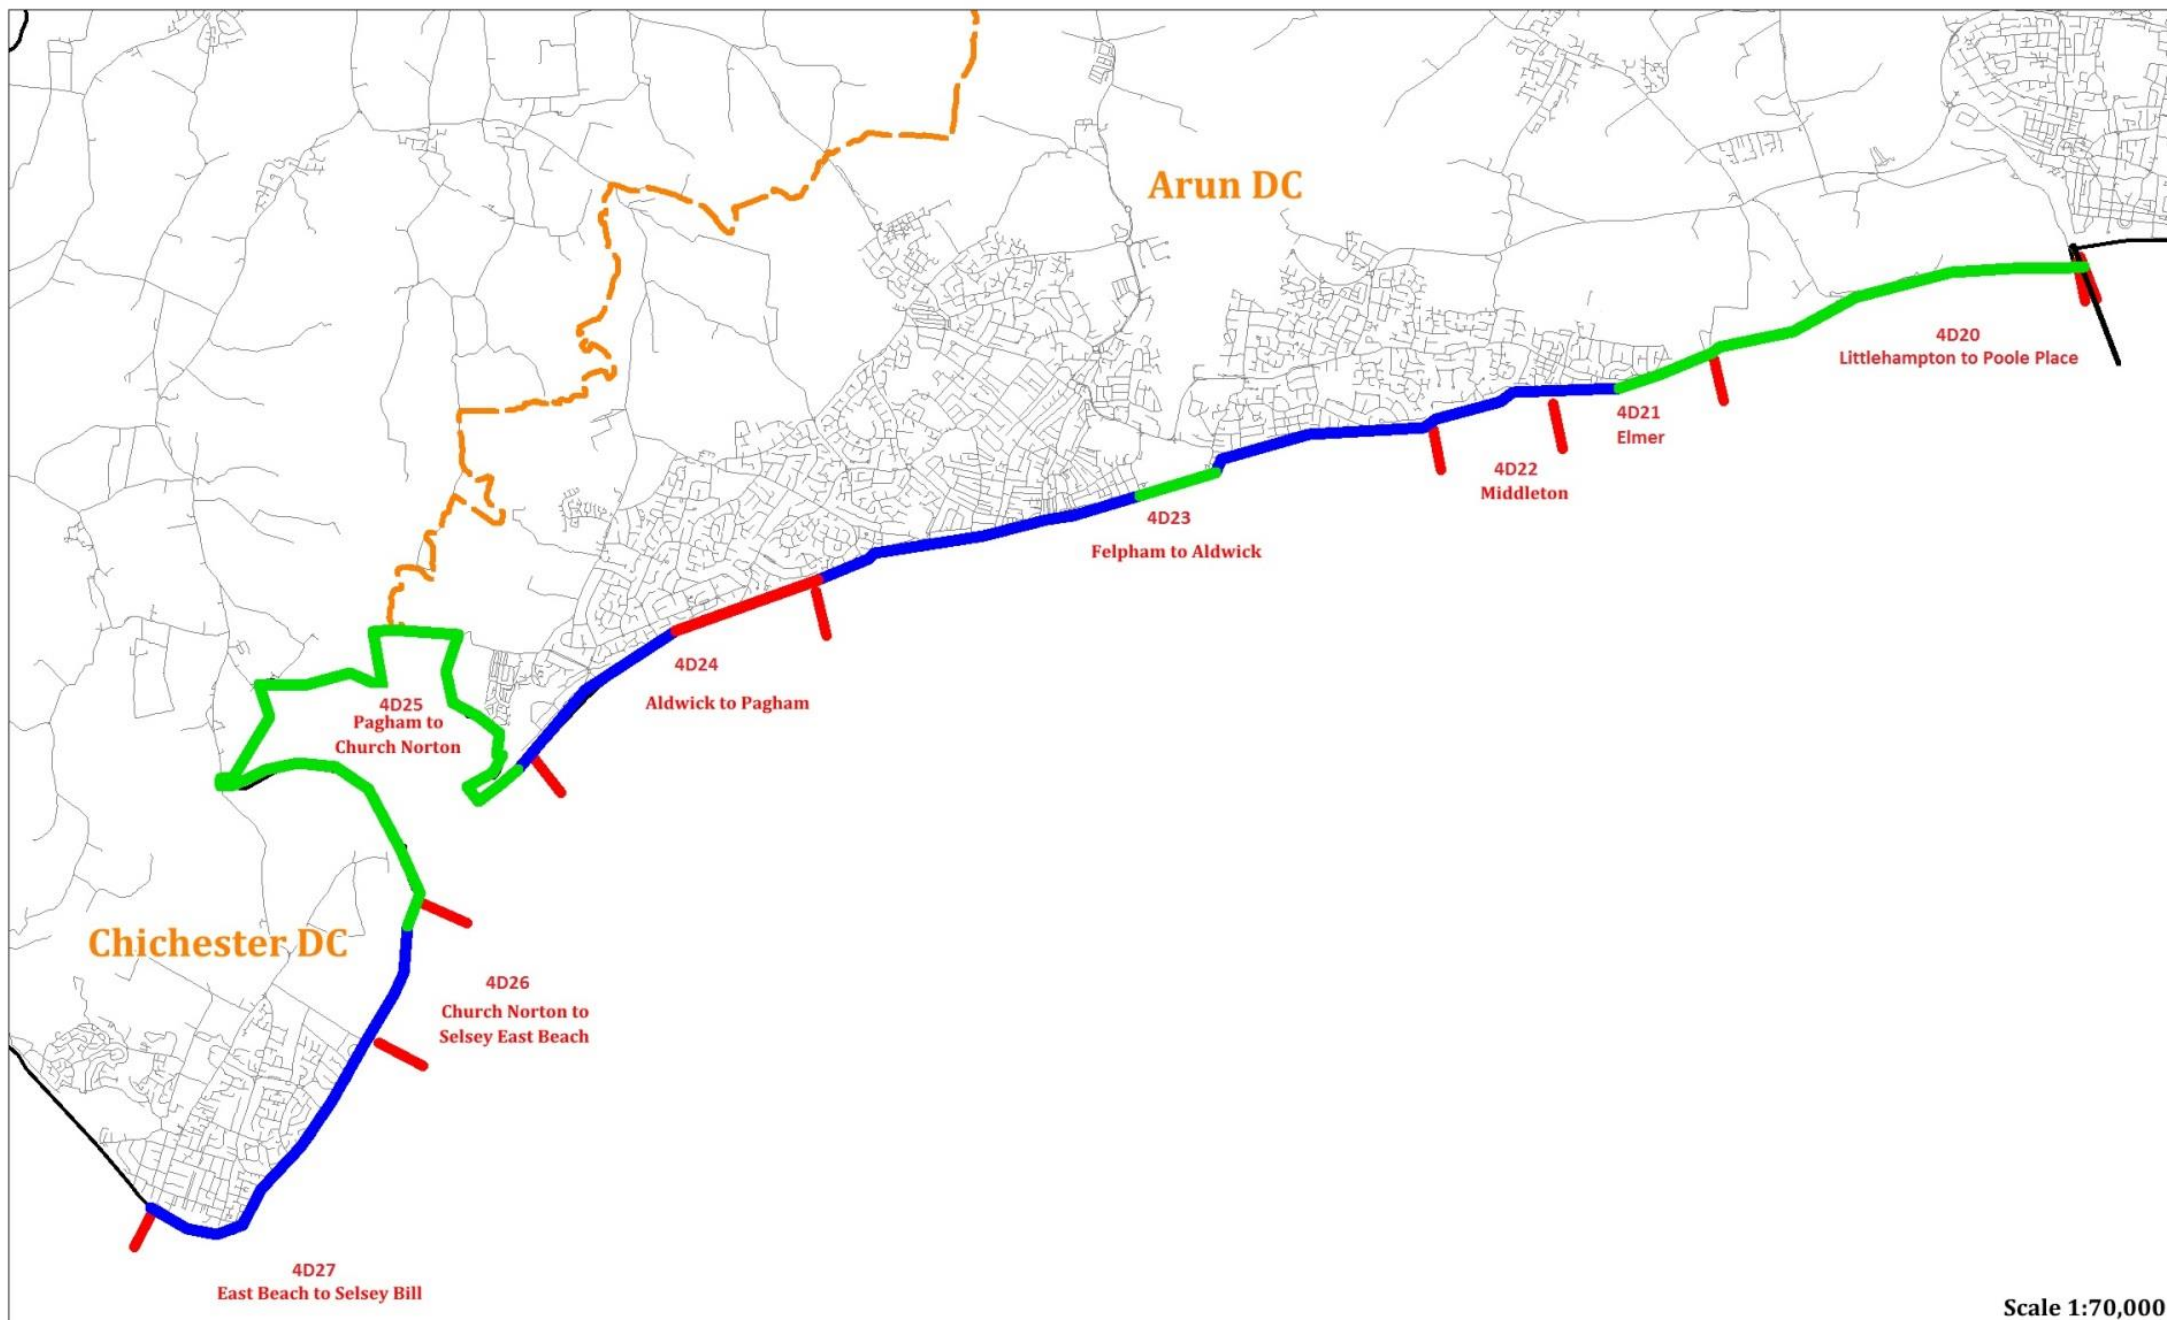 Arun DC
4D20
Littlehampton to Poole Place
4D21
Elmer
4D22
Middleton
4D23
Felpham to Aldwick
4D24
Aldwick to Pagham
4D25
Pagham to
Church Norton
Chichester DC
4D26
Church Norton to
Selsey East Beach
4D27
East Beach to Selsey Bill
Scale 1:70,000